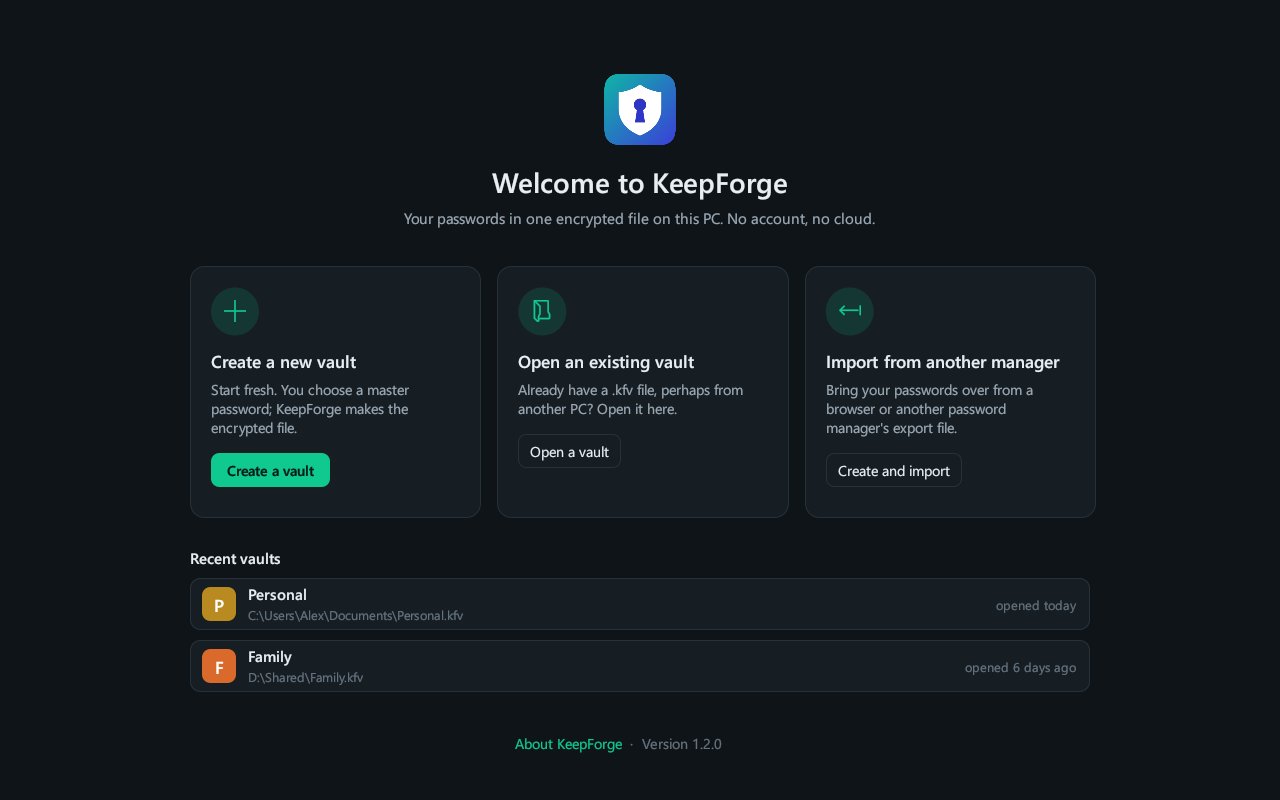 Welcome to KeepForge
Your passwords in one encrypted file on this PC. No account, no cloud.
Create a new vault
Start fresh. You choose a master
password; KeepForge makes the
encrypted file.
Create a vault
Open an existing vault
Already have a .kfv file, perhaps from
another PC? Open it here.
Open a vault
Import from another manager
Bring your passwords over from a
browser or another password
manager's export file.
Create and import
Recent vaults
P
Personal
C:\Users\Alex\Documents\Personal.kfv
opened today
F
Family
D:\Shared\Family.kfv
opened 6 days ago
About KeepForge · Version 1.2.0